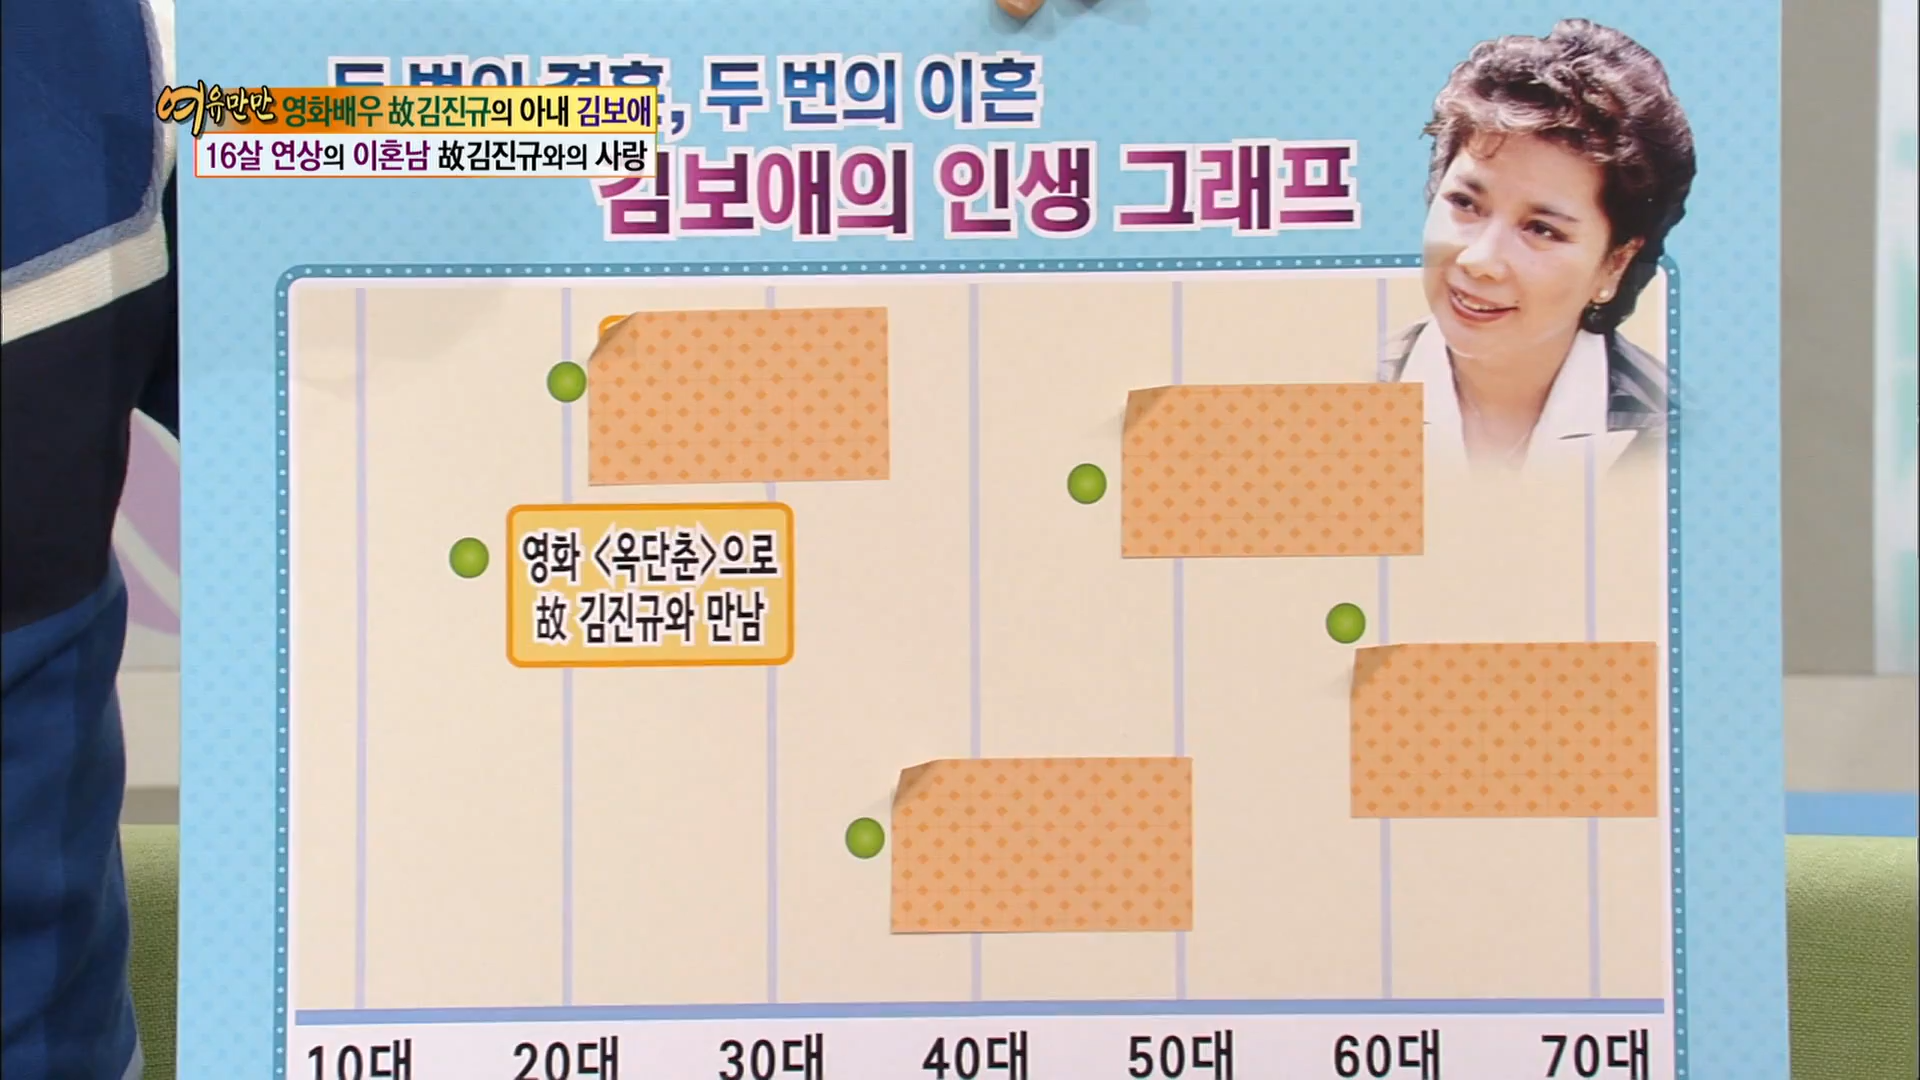 두 번의 이혼
여유만만 영화배우 故김진규의 아내 김보애
16살 연상의 이혼남 故김진규와의 사랑
김보애의 인생 그래프
영화 <옥단춘>으로
故 김진규와 만남
10대 20대 30대 40대 50대 60대 70대